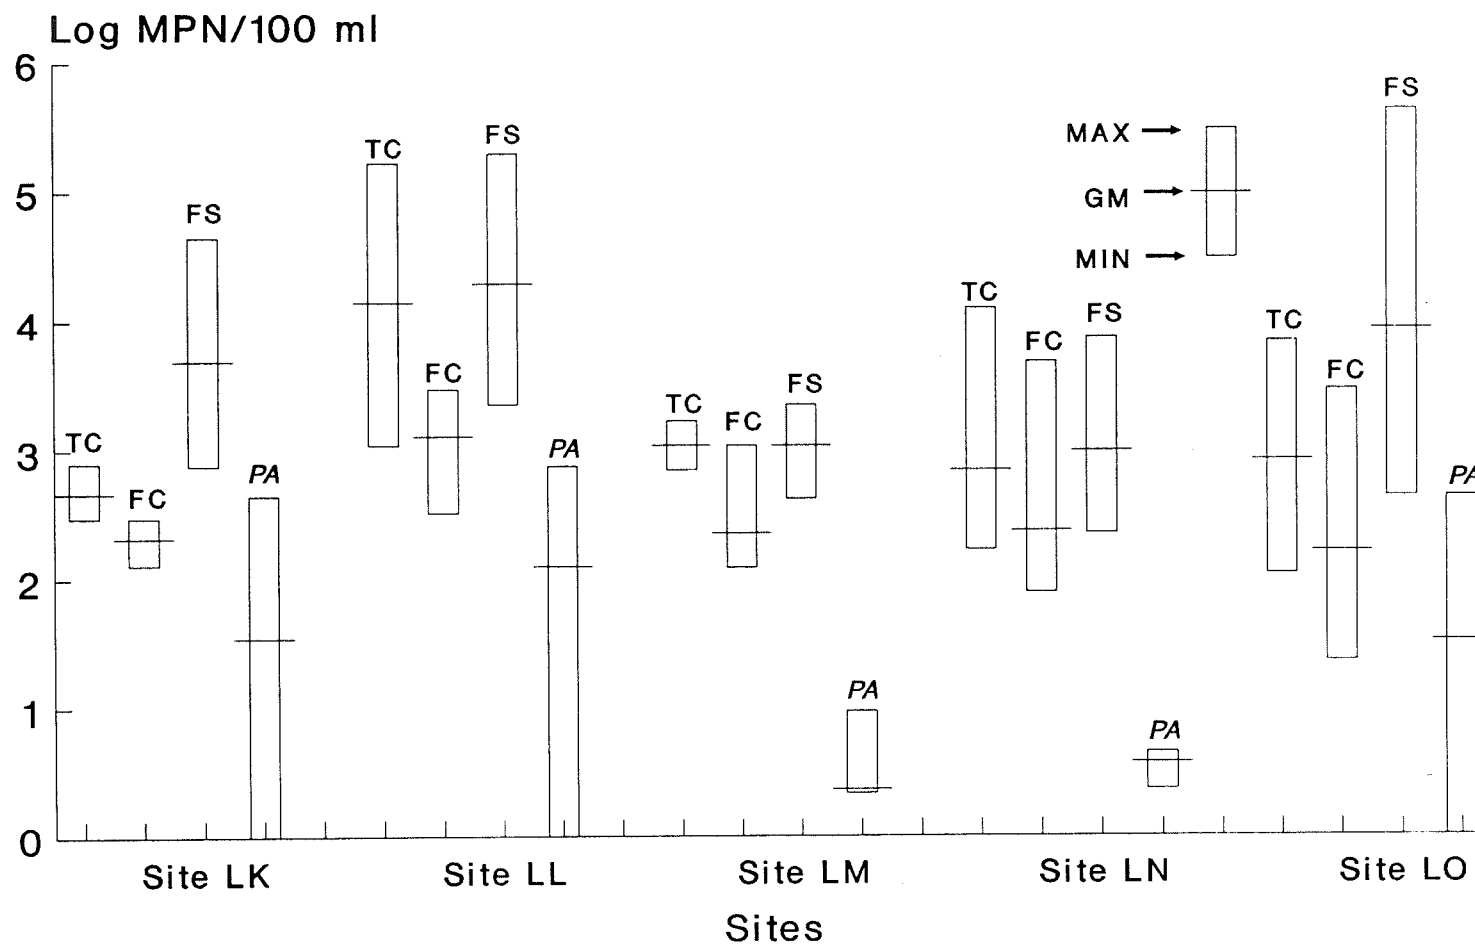 Log MPN/100 ml
6
5
4
3
2
1
0
TC
FC
FS
PA
TC
FC
FS
PA
TC
FC
FS
PA
TC
FC
FS
PA
TC
FC
FS
PA
MAX
GM
MIN
Site LK
Site LL
Site LM
Site LN
Site LO
Sites